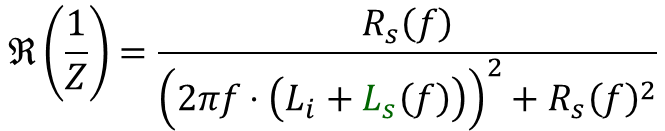 ℜ(1/Z) = R_s(f) / ((2πf · (L_i + L_s(f)))² + R_s(f)²)